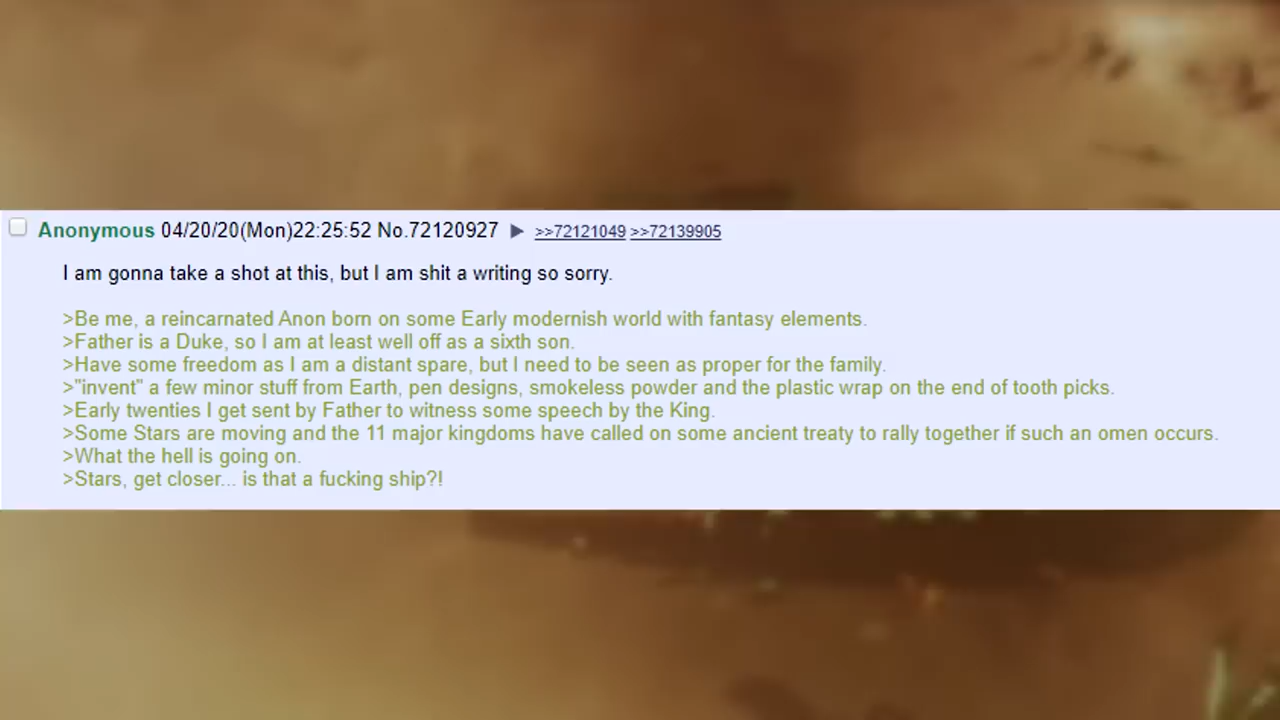 Anonymous 04/20/20(Mon)22:25:52 No.72120927 ▶ >>72121049 >>72139905
I am gonna take a shot at this, but I am shit a writing so sorry.
>Be me, a reincarnated Anon born on some Early modernish world with fantasy elements.
>Father is a Duke, so I am at least well off as a sixth son.
>Have some freedom as I am a distant spare, but I need to be seen as proper for the family.
>"invent" a few minor stuff from Earth, pen designs, smokeless powder and the plastic wrap on the end of tooth picks.
>Early twenties I get sent by Father to witness some speech by the King.
>Some Stars are moving and the 11 major kingdoms have called on some ancient treaty to rally together if such an omen occurs.
>What the hell is going on.
>Stars, get closer... is that a fucking ship?!